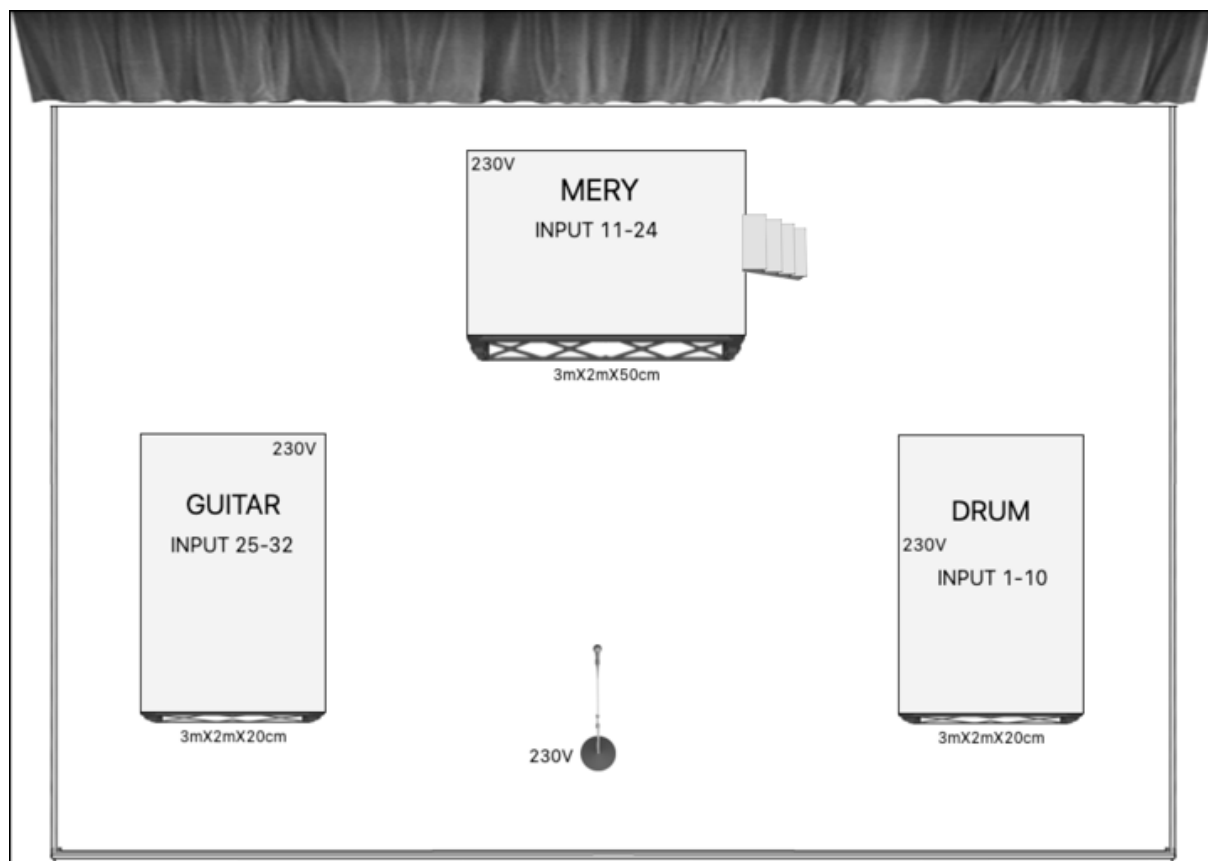 230V
MERY
INPUT 11-24
3mX2mX50cm
230V
GUITAR
INPUT 25-32
3mX2mX20cm
DRUM
230V
INPUT 1-10
3mX2mX20cm
230V